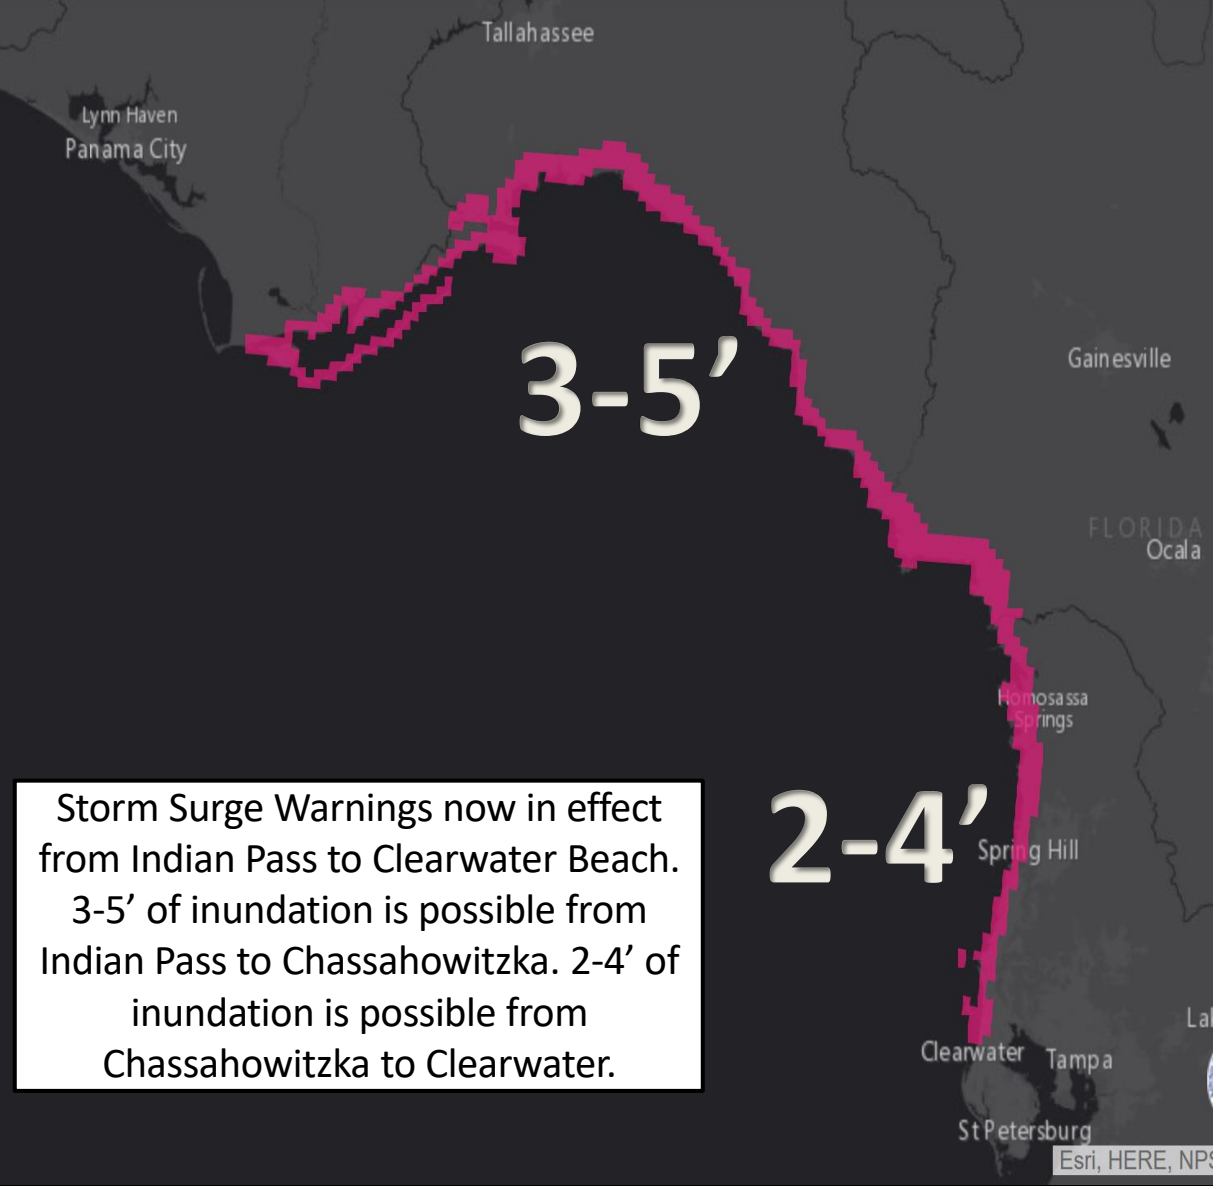 Tallahassee
Lynn Haven
Panama City
3-5’
Gainesville
FLORIDA
Ocala
Homosassa
Springs
2-4’
Spring Hill
Storm Surge Warnings now in effect
from Indian Pass to Clearwater Beach.
3-5’ of inundation is possible from
Indian Pass to Chassahowitzka. 2-4’ of
inundation is possible from
Chassahowitzka to Clearwater.
Clearwater
Tampa
St Petersburg
Esri, HERE, NPS